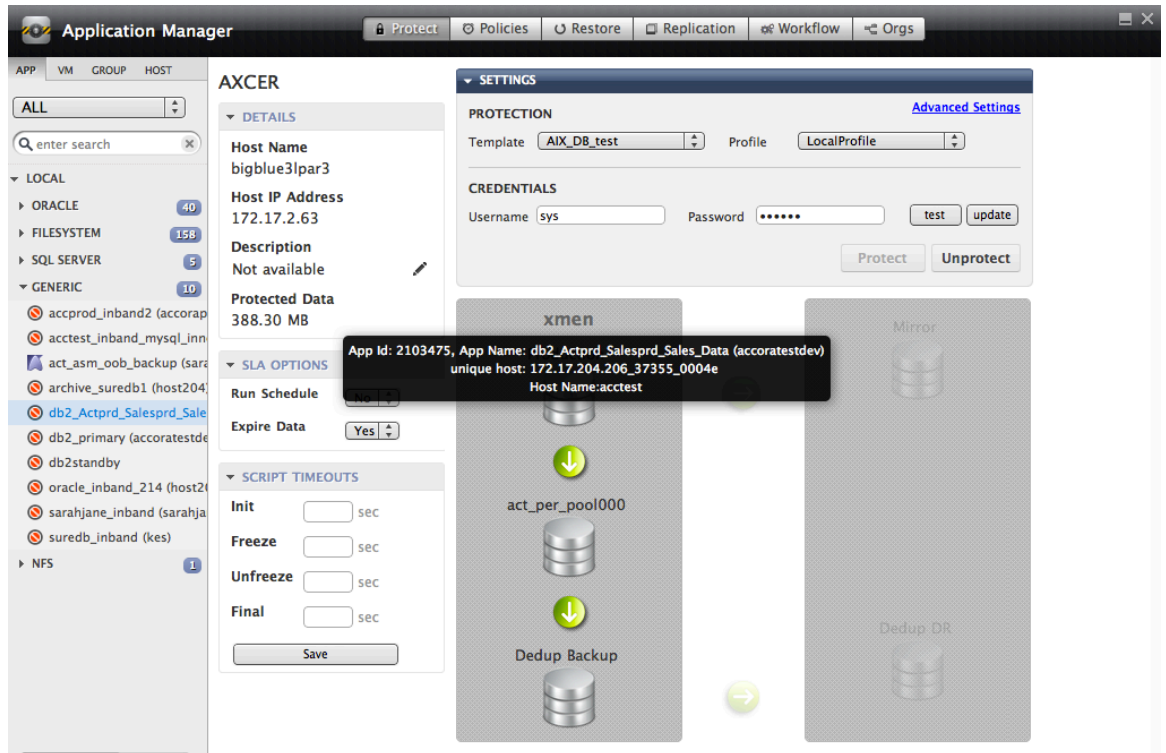 Application Manager
Protect
Policies
Restore
Replication
Workflow
Orgs
APP
VM
GROUP
HOST
ALL
enter search
LOCAL
ORACLE
40
FILESYSTEM
158
SQL SERVER
5
GENERIC
10
accprod_inband2 (accorap
acctest_inband_mysql_inn
act_asm_oob_backup (sara
archive_suredb1 (host204
db2_Actprd_Salesprd_Sale
db2_primary (accoratestde
db2standby
oracle_inband_214 (host20
sarahjane_inband (sarahja
suredb_inband (kes)
NFS
1
AXCER
DETAILS
Host Name
bigblue3lpar3
Host IP Address
172.17.2.63
Description
Not available
Protected Data
388.30 MB
SLA OPTIONS
Run Schedule
No
Expire Data
Yes
SCRIPT TIMEOUTS
Init
sec
Freeze
sec
Unfreeze
sec
Final
sec
Save
SETTINGS
PROTECTION
Advanced Settings
Template
AIX_DB_test
Profile
LocalProfile
CREDENTIALS
Username
sys
Password
••••••
test
update
Protect
Unprotect
xmen
Mirror
App Id: 2103475, App Name: db2_Actprd_Salesprd_Sales_Data (accoratestdev)
unique host: 172.17.204.206_37355_0004e
Host Name:acctest
act_per_pool000
Dedup Backup
Dedup DR